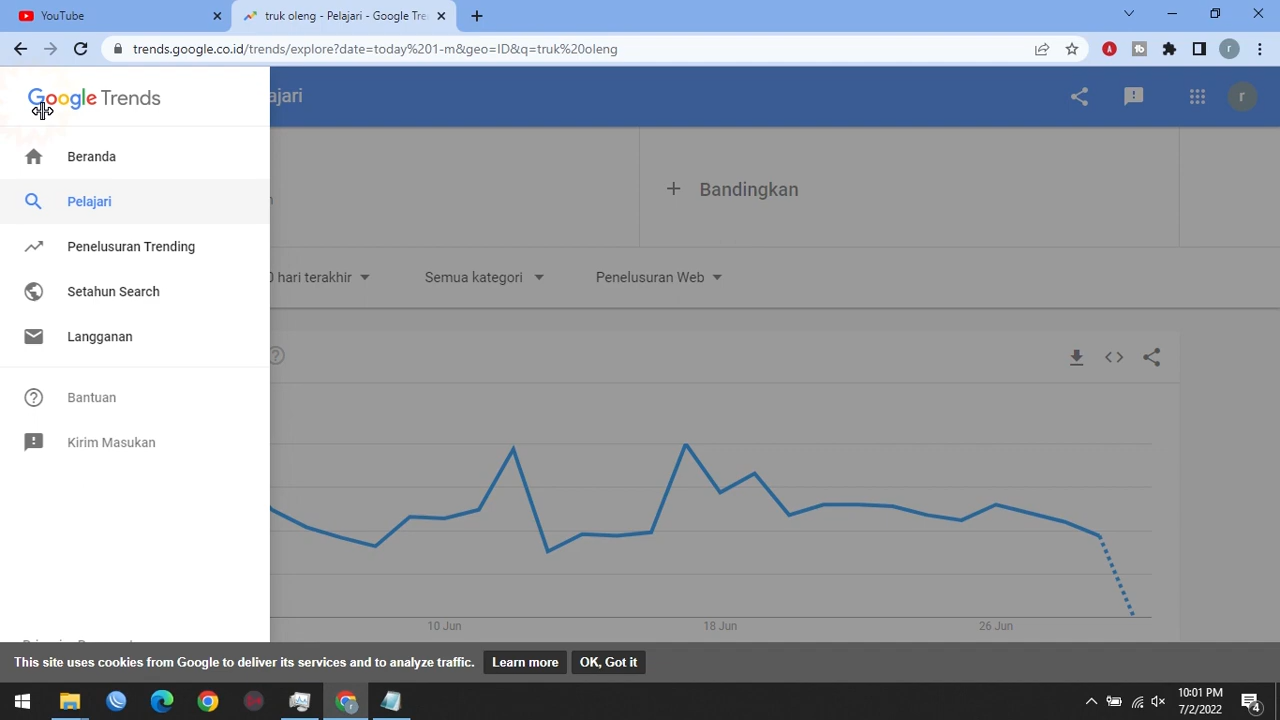 YouTube
truk oleng - Pelajari - Google Tre
trends.google.co.id/trends/explore?date=today%201-m&geo=ID&q=truk%20oleng
A
r
Google Trends
ajari
r
Beranda
Pelajari
Penelusuran Trending
Setahun Search
Langganan
Bantuan
Kirim Masukan
+ Bandingkan
0 hari terakhir
Semua kategori
Penelusuran Web
10 Jun
18 Jun
26 Jun
This site uses cookies from Google to deliver its services and to analyze traffic.
Learn more
OK, Got it
10:01 PM
7/2/2022
4